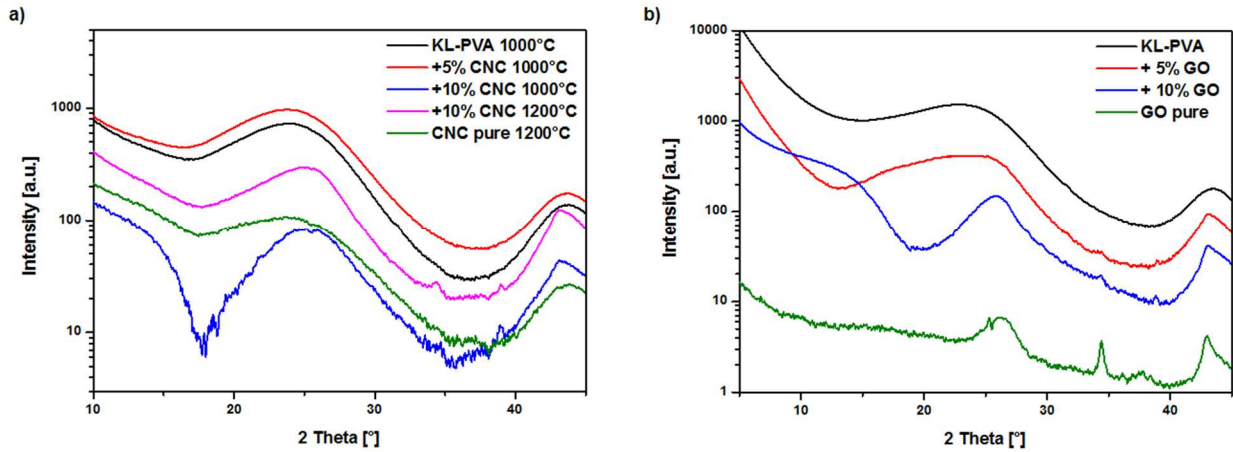 a)
KL-PVA 1000°C
+5% CNC 1000°C
+10% CNC 1000°C
+10% CNC 1200°C
CNC pure 1200°C
1000
100
10
Intensity [a.u.]
10
20
30
40
2 Theta [°]
b)
KL-PVA
+ 5% GO
+ 10% GO
GO pure
10000
1000
100
10
1
Intensity [a.u.]
10
20
30
40
2 Theta [°]